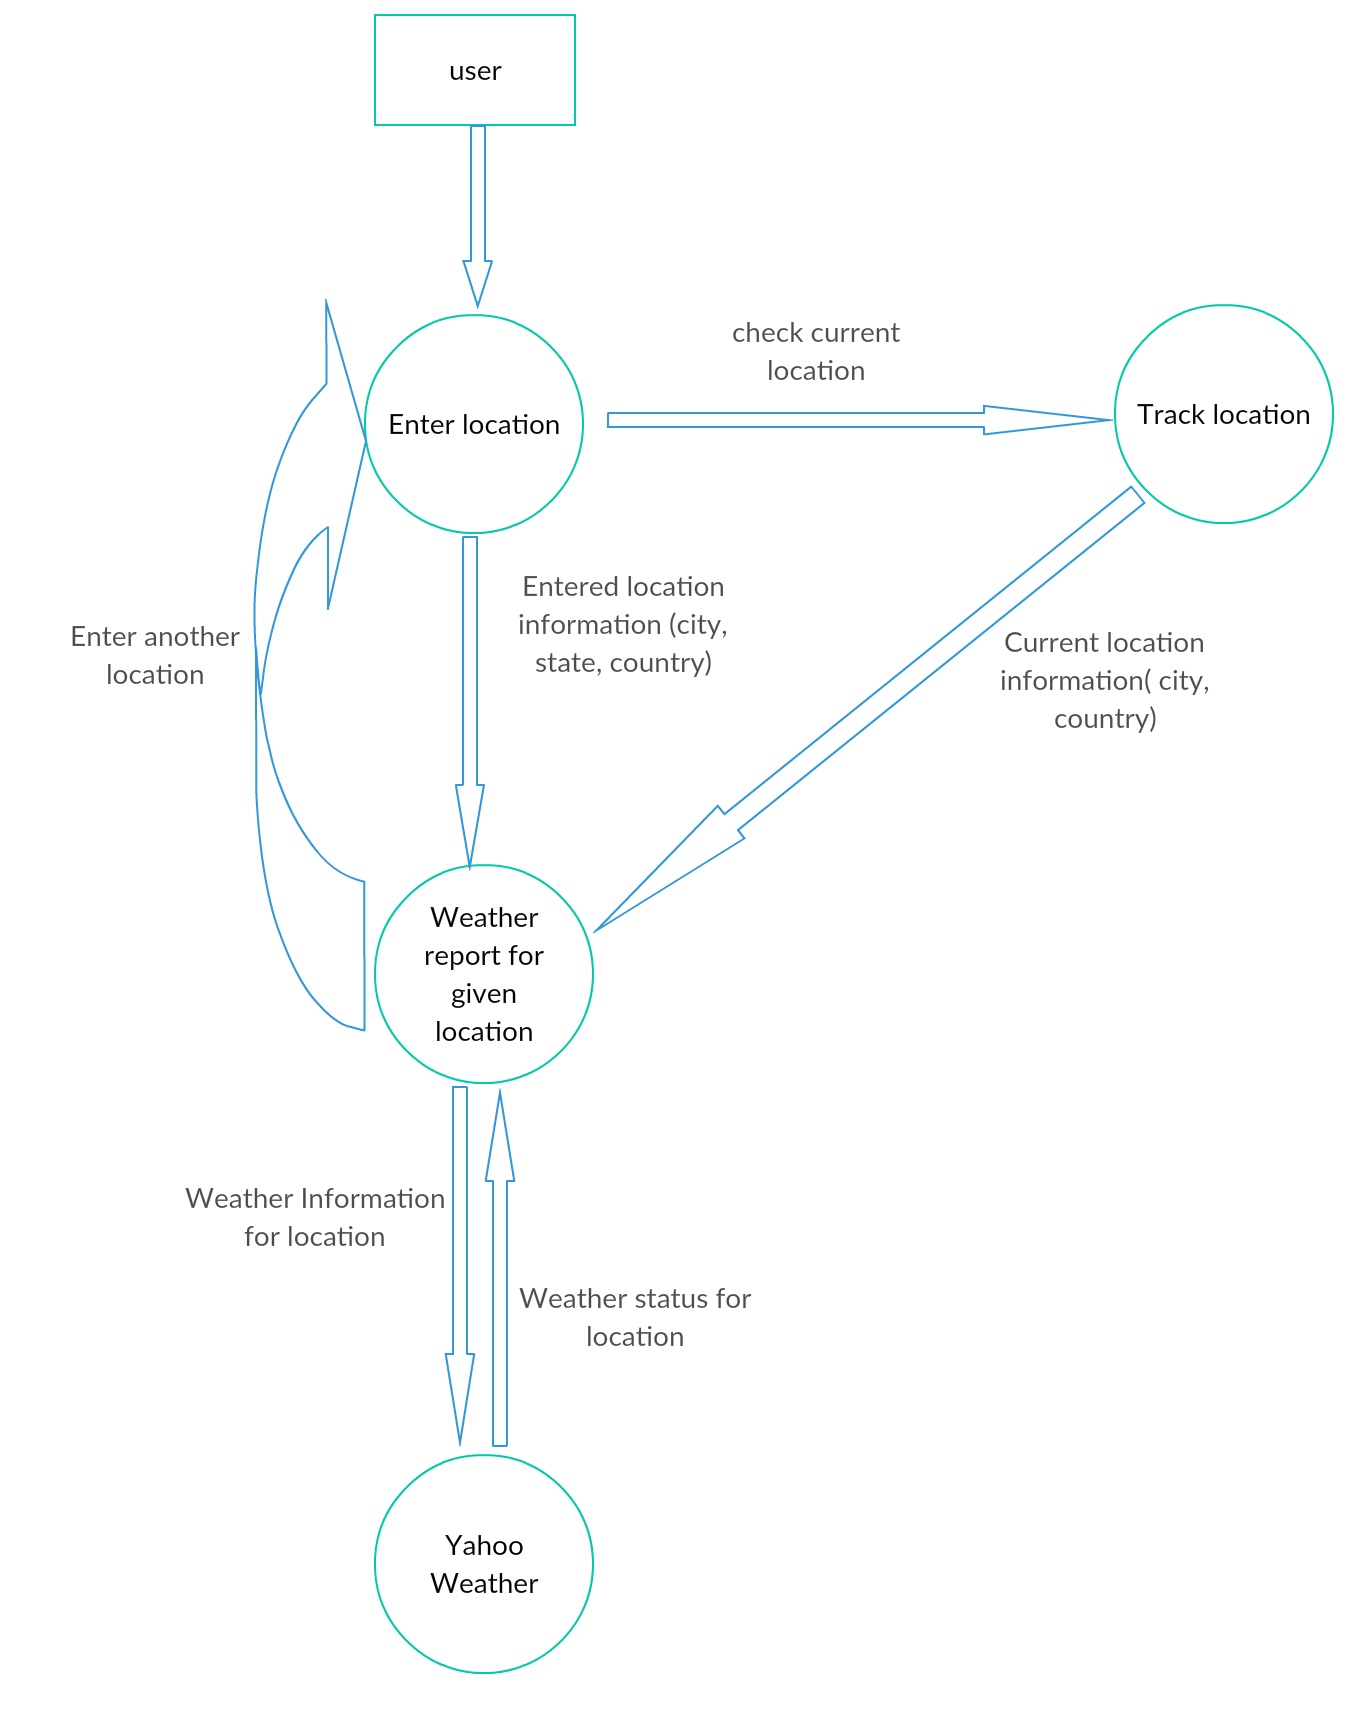 user
check current
location
Enter location
Track location
Entered location
information (city,
state, country)
Enter another
location
Current location
information( city,
country)
Weather
report for
given
location
Weather Information
for location
Weather status for
location
Yahoo
Weather